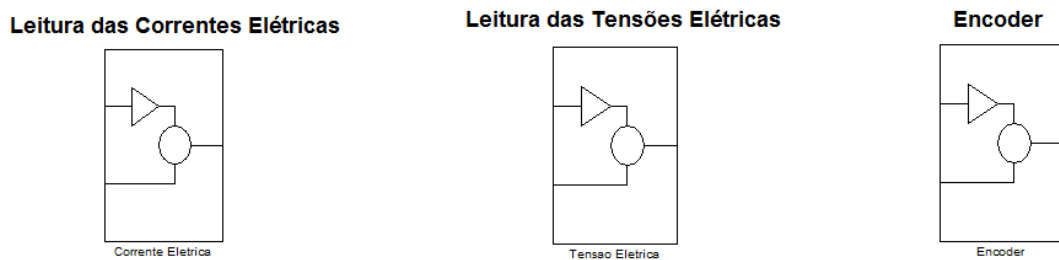 Leitura das Correntes Elétricas
Leitura das Tensões Elétricas
Encoder
Corrente Eletrica
Tensao Eletrica
Encoder